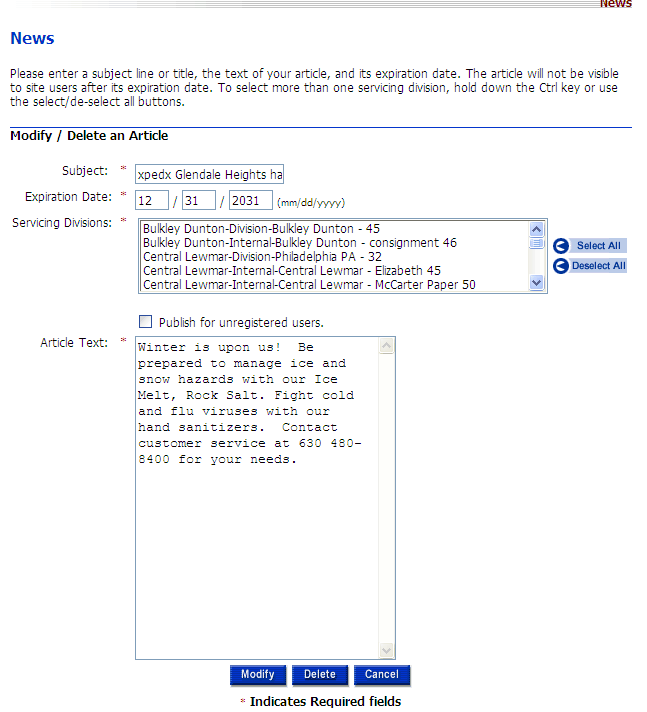 News
News
Please enter a subject line or title, the text of your article, and its expiration date. The article will not be visible
to site users after its expiration date. To select more than one servicing division, hold down the Ctrl key or use
the select/de-select all buttons.
Modify / Delete an Article
Subject: * xpedx Glendale Heights ha
Expiration Date: * 12 / 31 / 2031 (mm/dd/yyyy)
Servicing Divisions: *
Bulkley Dunton-Division-Bulkley Dunton - 45
Bulkley Dunton-Internal-Bulkley Dunton - consignment 46
Central Lewmar-Division-Philadelphia PA - 32
Central Lewmar-Internal-Central Lewmar - Elizabeth 45
Central Lewmar-Internal-Central Lewmar - McCarter Paper 50
Select All
Deselect All
Publish for unregistered users.
Article Text: *
Winter is upon us!  Be
prepared to manage ice and
snow hazards with our Ice
Melt, Rock Salt. Fight cold
and flu viruses with our
hand sanitizers.  Contact
customer service at 630 480-
8400 for your needs.
Modify Delete Cancel
* Indicates Required fields